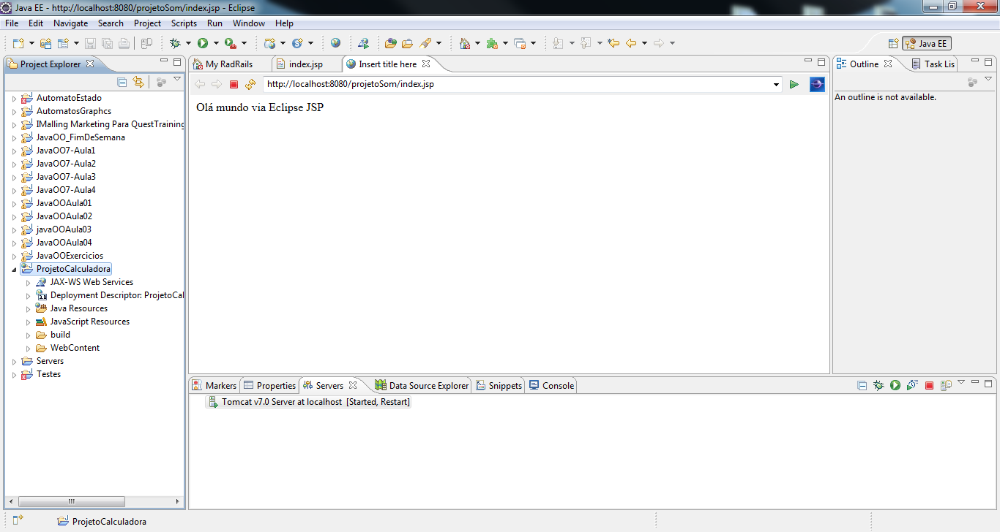 Java EE - http://localhost:8080/projetoSom/index.jsp - Eclipse
File Edit Navigate Search Project Scripts Run Window Help
Java EE
Project Explorer
My RadRails index.jsp Insert title here
Outline Task Lis
http://localhost:8080/projetoSom/index.jsp
Olá mundo via Eclipse JSP
An outline is not available.
AutomatoEstado
AutomatosGraphcs
IMalling Marketing Para QuestTraining
JavaOO_FimDeSemana
JavaOO7-Aula1
JavaOO7-Aula2
JavaOO7-Aula3
JavaOO7-Aula4
JavaOOAula01
JavaOOAula02
javaOOAula03
JavaOOAula04
JavaOOExercicios
ProjetoCalculadora
JAX-WS Web Services
3.0 Deployment Descriptor: ProjetoCal
Java Resources
JavaScript Resources
build
WebContent
Servers
Testes
Markers Properties Servers Data Source Explorer Snippets Console
Tomcat v7.0 Server at localhost [Started, Restart]
ProjetoCalculadora